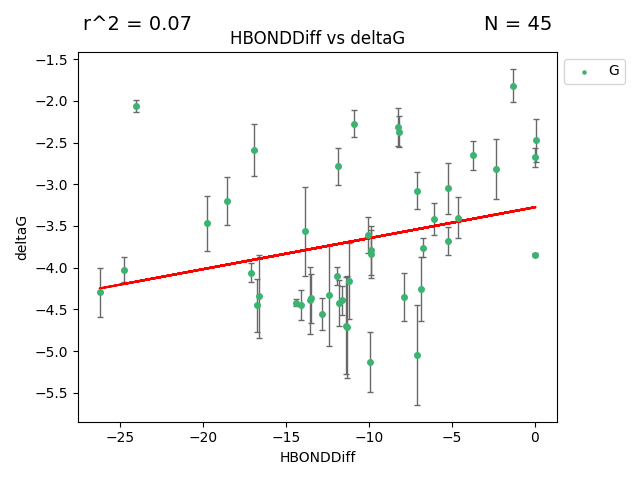 r^2 = 0.07
N = 45
HBONDDiff vs deltaG
G
deltaG
−1.5
−2.0
−2.5
−3.0
−3.5
−4.0
−4.5
−5.0
−5.5
−25
−20
−15
−10
−5
0
HBONDDiff